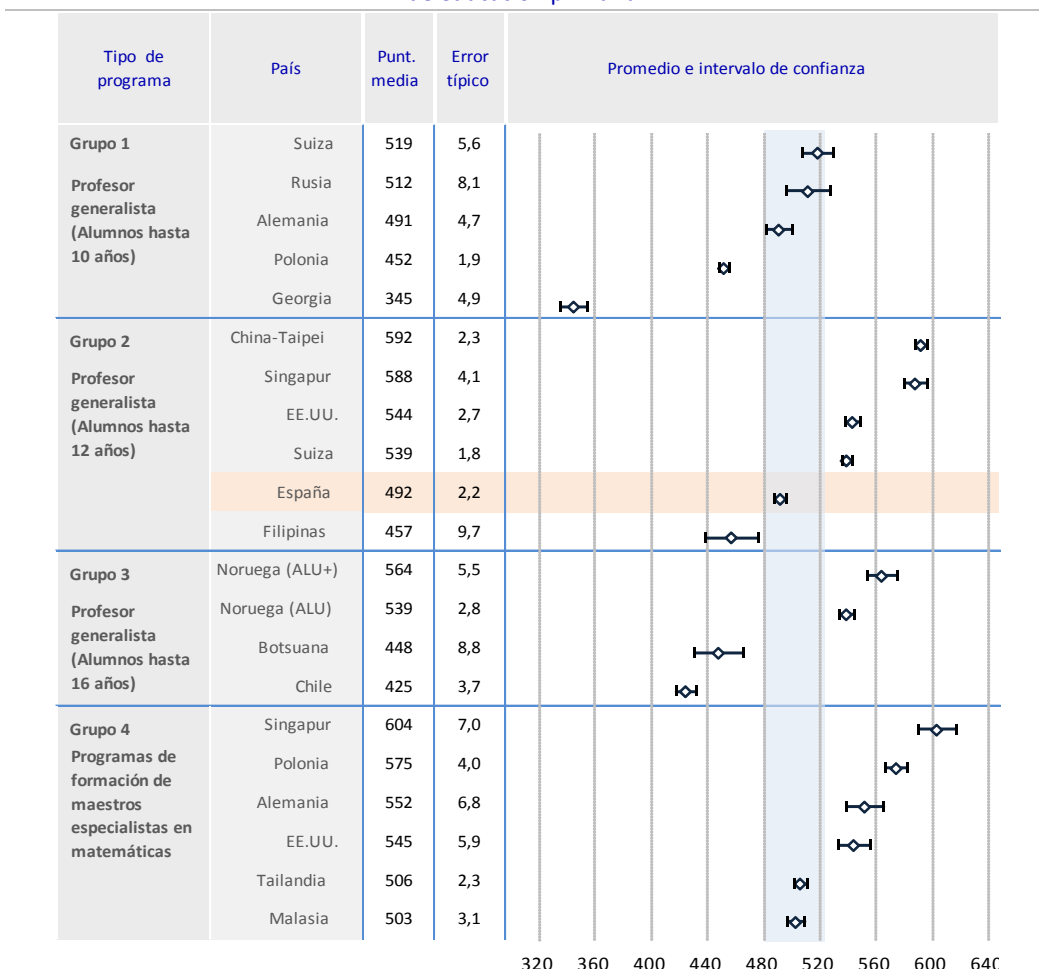 Tipo de programa País Punt. media Error típico Promedio e intervalo de confianza
Grupo 1
Profesor
generalista
(Alumnos hasta
10 años)
Suiza 519 5,6
Rusia 512 8,1
Alemania 491 4,7
Polonia 452 1,9
Georgia 345 4,9
Grupo 2
Profesor
generalista
(Alumnos hasta
12 años)
China-Taipei 592 2,3
Singapur 588 4,1
EE.UU. 544 2,7
Suiza 539 1,8
España 492 2,2
Filipinas 457 9,7
Grupo 3
Profesor
generalista
(Alumnos hasta
16 años)
Noruega (ALU+) 564 5,5
Noruega (ALU) 539 2,8
Botsuana 448 8,8
Chile 425 3,7
Grupo 4
Programas de
formación de
maestros
especialistas en
matemáticas
Singapur 604 7,0
Polonia 575 4,0
Alemania 552 6,8
EE.UU. 545 5,9
Tailandia 506 2,3
Malasia 503 3,1
320 360 400 440 480 520 560 600 640